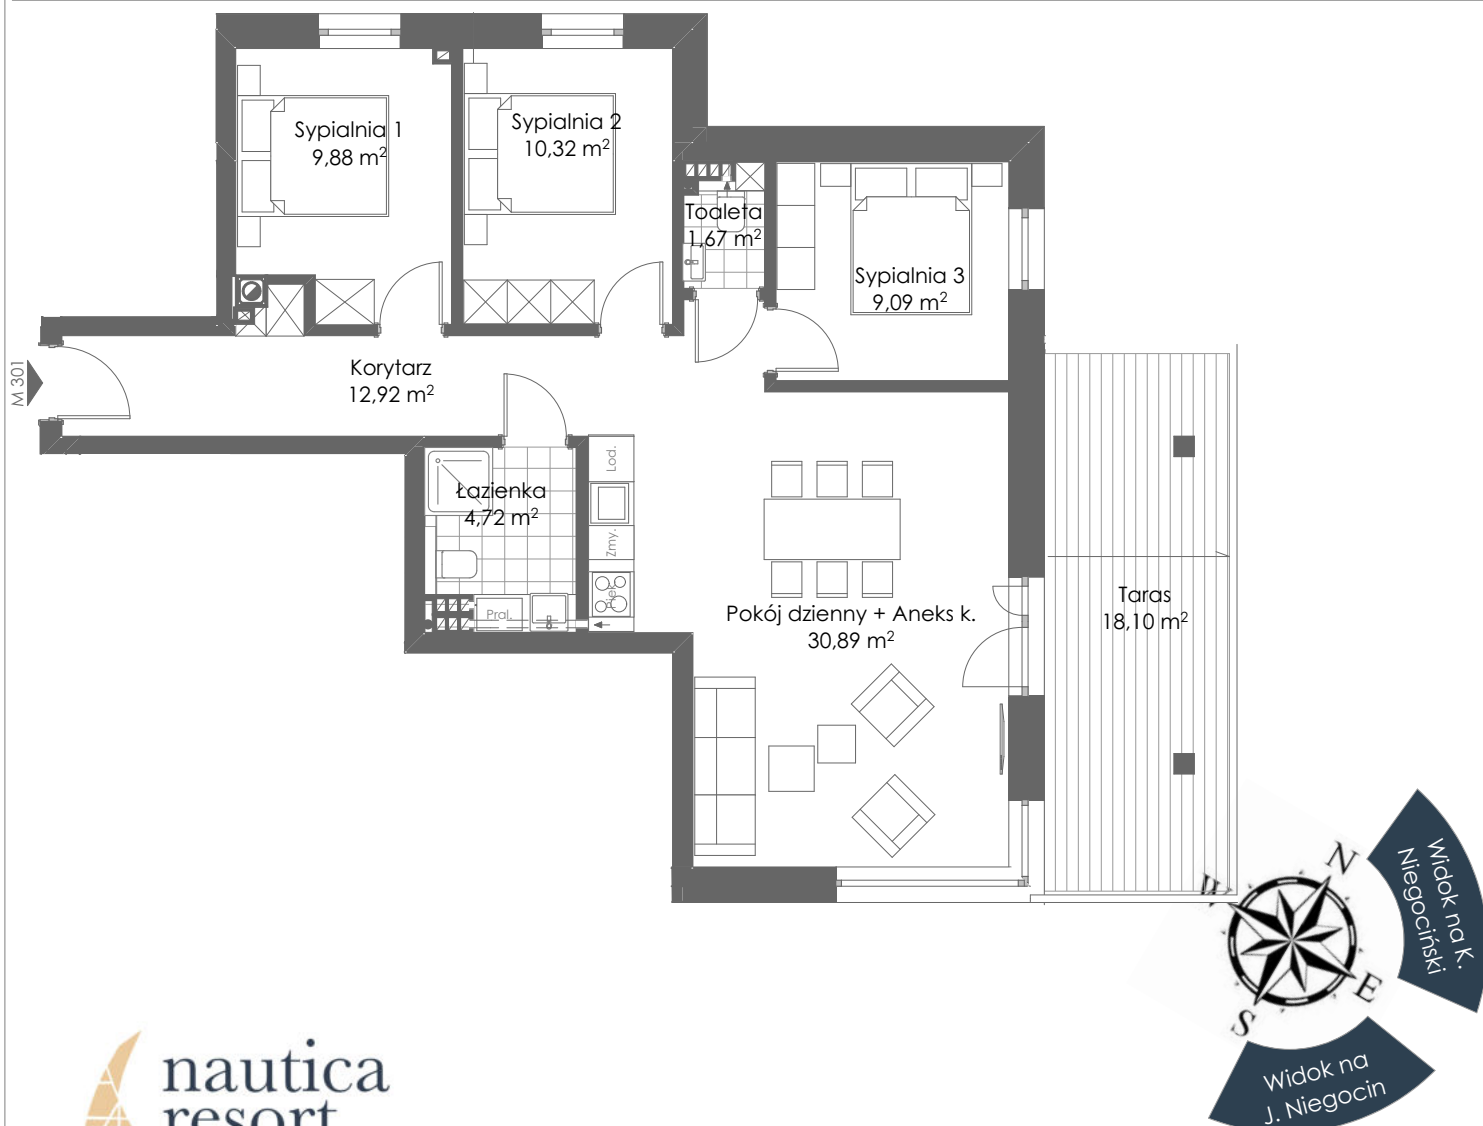 Sypialnia 1
9,88 m²
Sypialnia 2
10,32 m²
Toaleta
1,67 m²
Sypialnia 3
9,09 m²
M 301
Korytarz
12,92 m²
Łazienka
4,72 m²
Lod.
Zmy.
Piek.
Pral.
Pokój dzienny + Aneks k.
30,89 m²
Taras
18,10 m²
N
W
E
S
Widok na K.
Niegociński
Widok na
J. Niegocin
nautica
resort